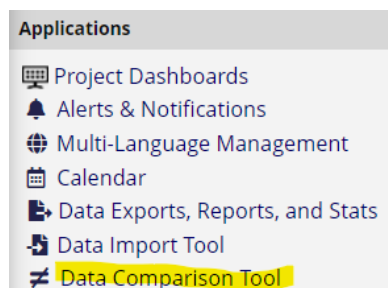 Applications
Project Dashboards
Alerts & Notifications
Multi-Language Management
Calendar
Data Exports, Reports, and Stats
Data Import Tool
Data Comparison Tool